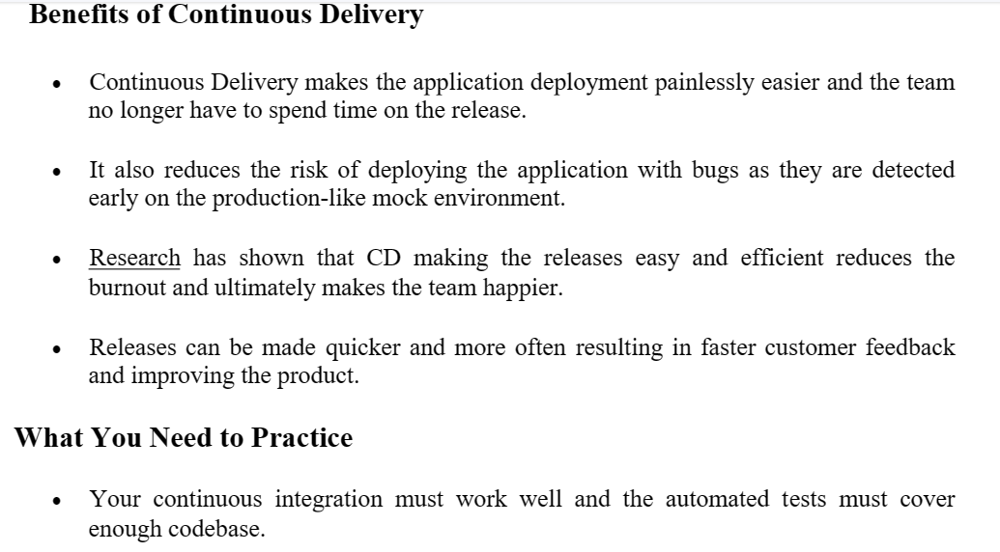 Benefits of Continuous Delivery
• Continuous Delivery makes the application deployment painlessly easier and the team
no longer have to spend time on the release.
• It also reduces the risk of deploying the application with bugs as they are detected
early on the production-like mock environment.
• Research has shown that CD making the releases easy and efficient reduces the
burnout and ultimately makes the team happier.
• Releases can be made quicker and more often resulting in faster customer feedback
and improving the product.
What You Need to Practice
• Your continuous integration must work well and the automated tests must cover
enough codebase.